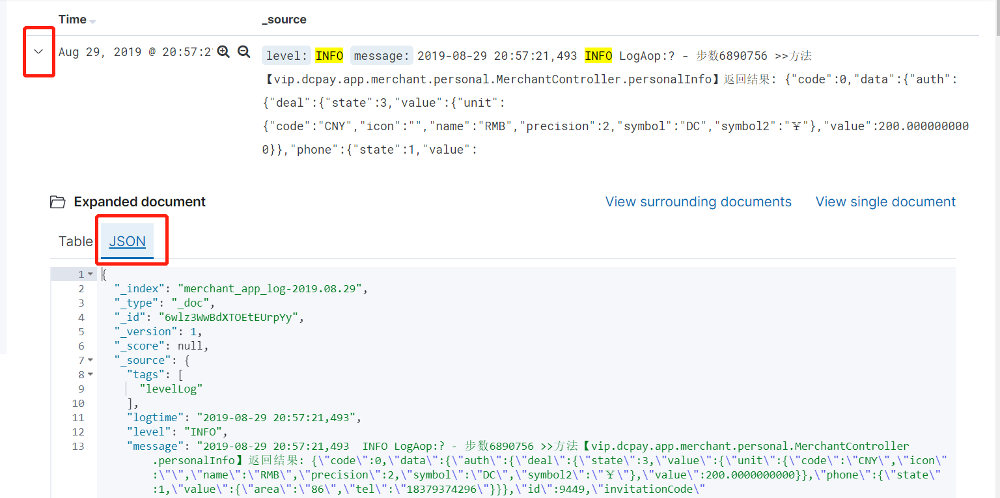 Time
_source
Aug 29, 2019 @ 20:57:2
level: INFO message: 2019-08-29 20:57:21,493 INFO LogAop:? - 步数6890756 >>方法
【vip.dcpay.app.merchant.personal.MerchantController.personalInfo】返回结果: {"code":0,"data":{"auth":
{"deal":{"state":3,"value":{"unit":
{"code":"CNY","icon":"","name":"RMB","precision":2,"symbol":"DC","symbol2":"￥"},"value":200.000000000
0}},"phone":{"state":1,"value":
Expanded document
View surrounding documents
View single document
Table
JSON
1 {
2 "_index": "merchant_app_log-2019.08.29",
3 "_type": "_doc",
4 "_id": "6wlz3WwBdXTOEtEUrpYy",
5 "_version": 1,
6 "_score": null,
7 "_source": {
8 "tags": [
9 "levelLog"
10 ],
11 "logtime": "2019-08-29 20:57:21,493",
12 "level": "INFO",
13 "message": "2019-08-29 20:57:21,493  INFO LogAop:? - 步数6890756 >>方法【vip.dcpay.app.merchant.personal.MerchantController
.personalInfo】返回结果: {\"code\":0,\"data\":{\"auth\":{\"deal\":{\"state\":3,\"value\":{\"unit\":{\"code\":\"CNY\",\"icon\"
:\"\",\"name\":\"RMB\",\"precision\":2,\"symbol\":\"DC\",\"symbol2\":\"￥\"},\"value\":200.0000000000}},\"phone\":{\"state\"
:1,\"value\":{\"area\":\"86\",\"tel\":\"18379374296\"}}},\"id\":9449,\"invitationCode\"